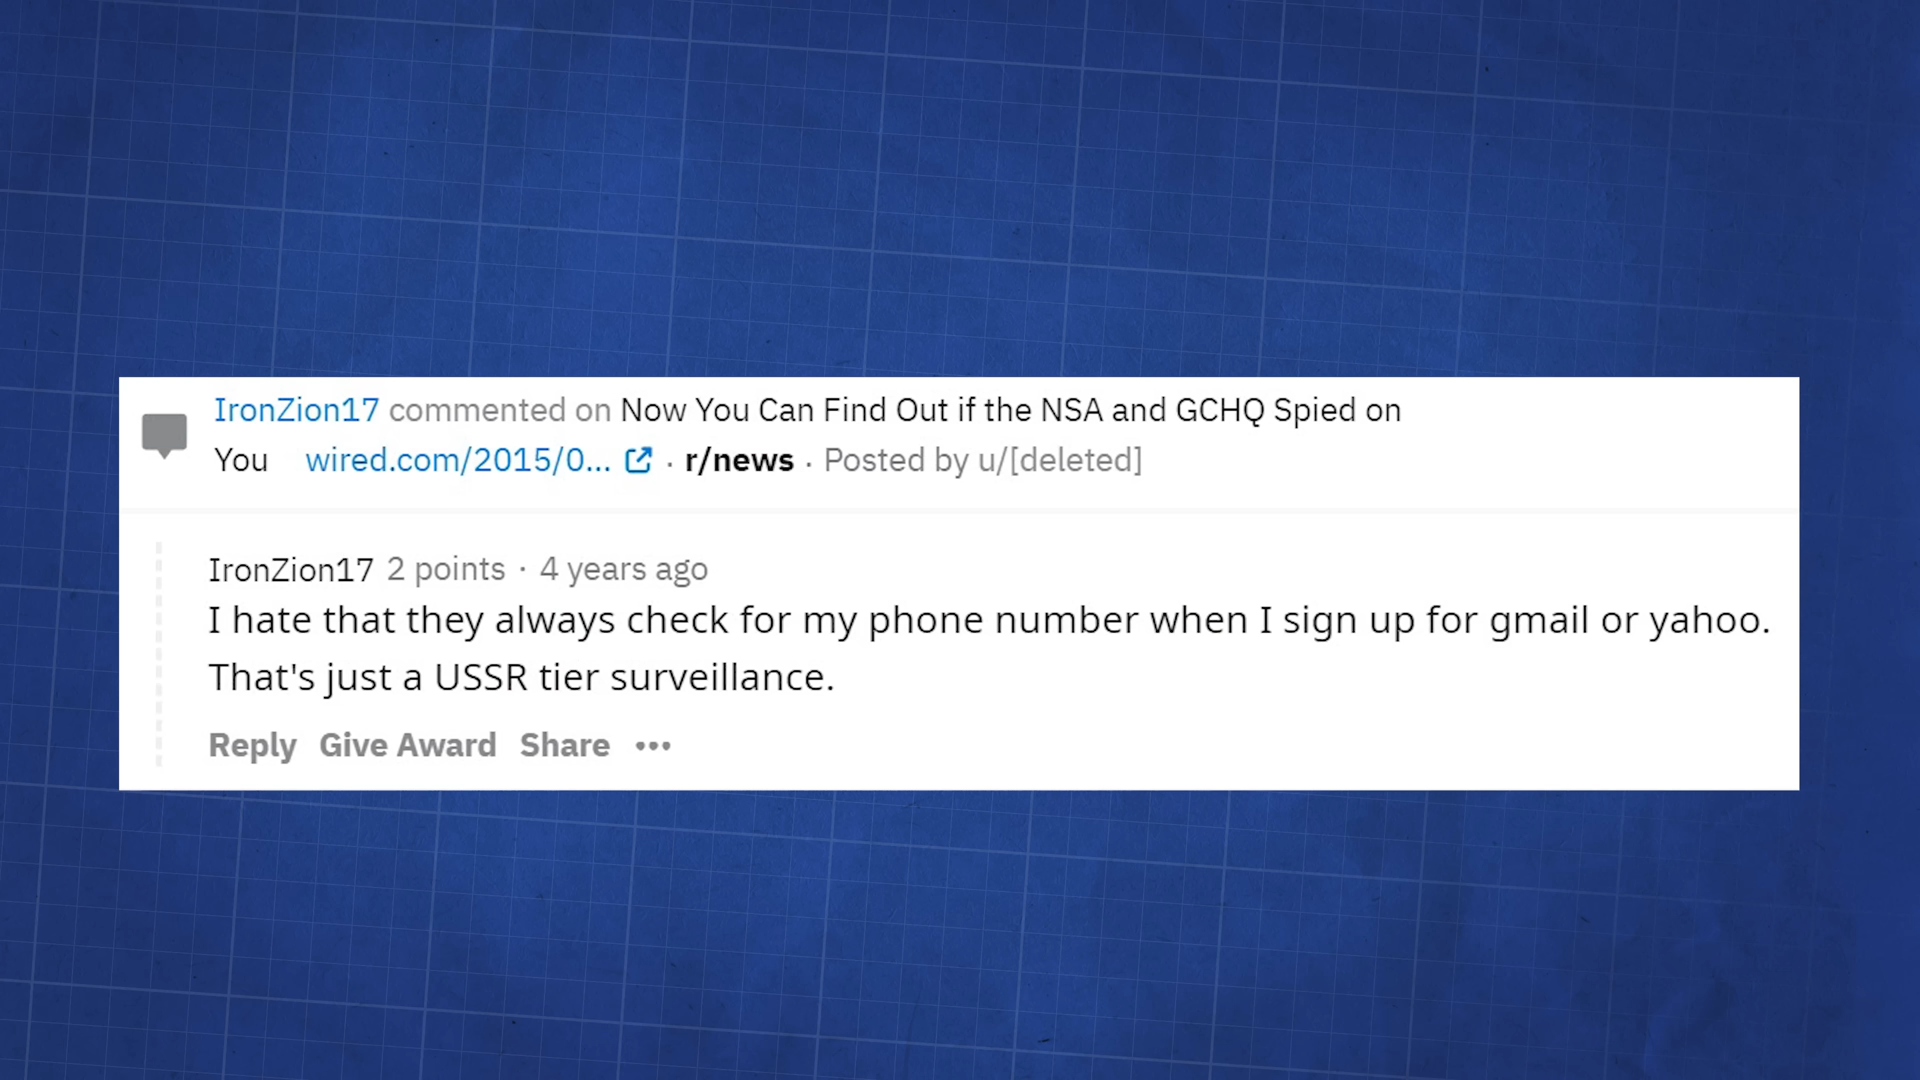 IronZion17 commented on Now You Can Find Out if the NSA and GCHQ Spied on
You wired.com/2015/0... · r/news · Posted by u/[deleted]
IronZion17 2 points · 4 years ago
I hate that they always check for my phone number when I sign up for gmail or yahoo.
That's just a USSR tier surveillance.
Reply Give Award Share •••